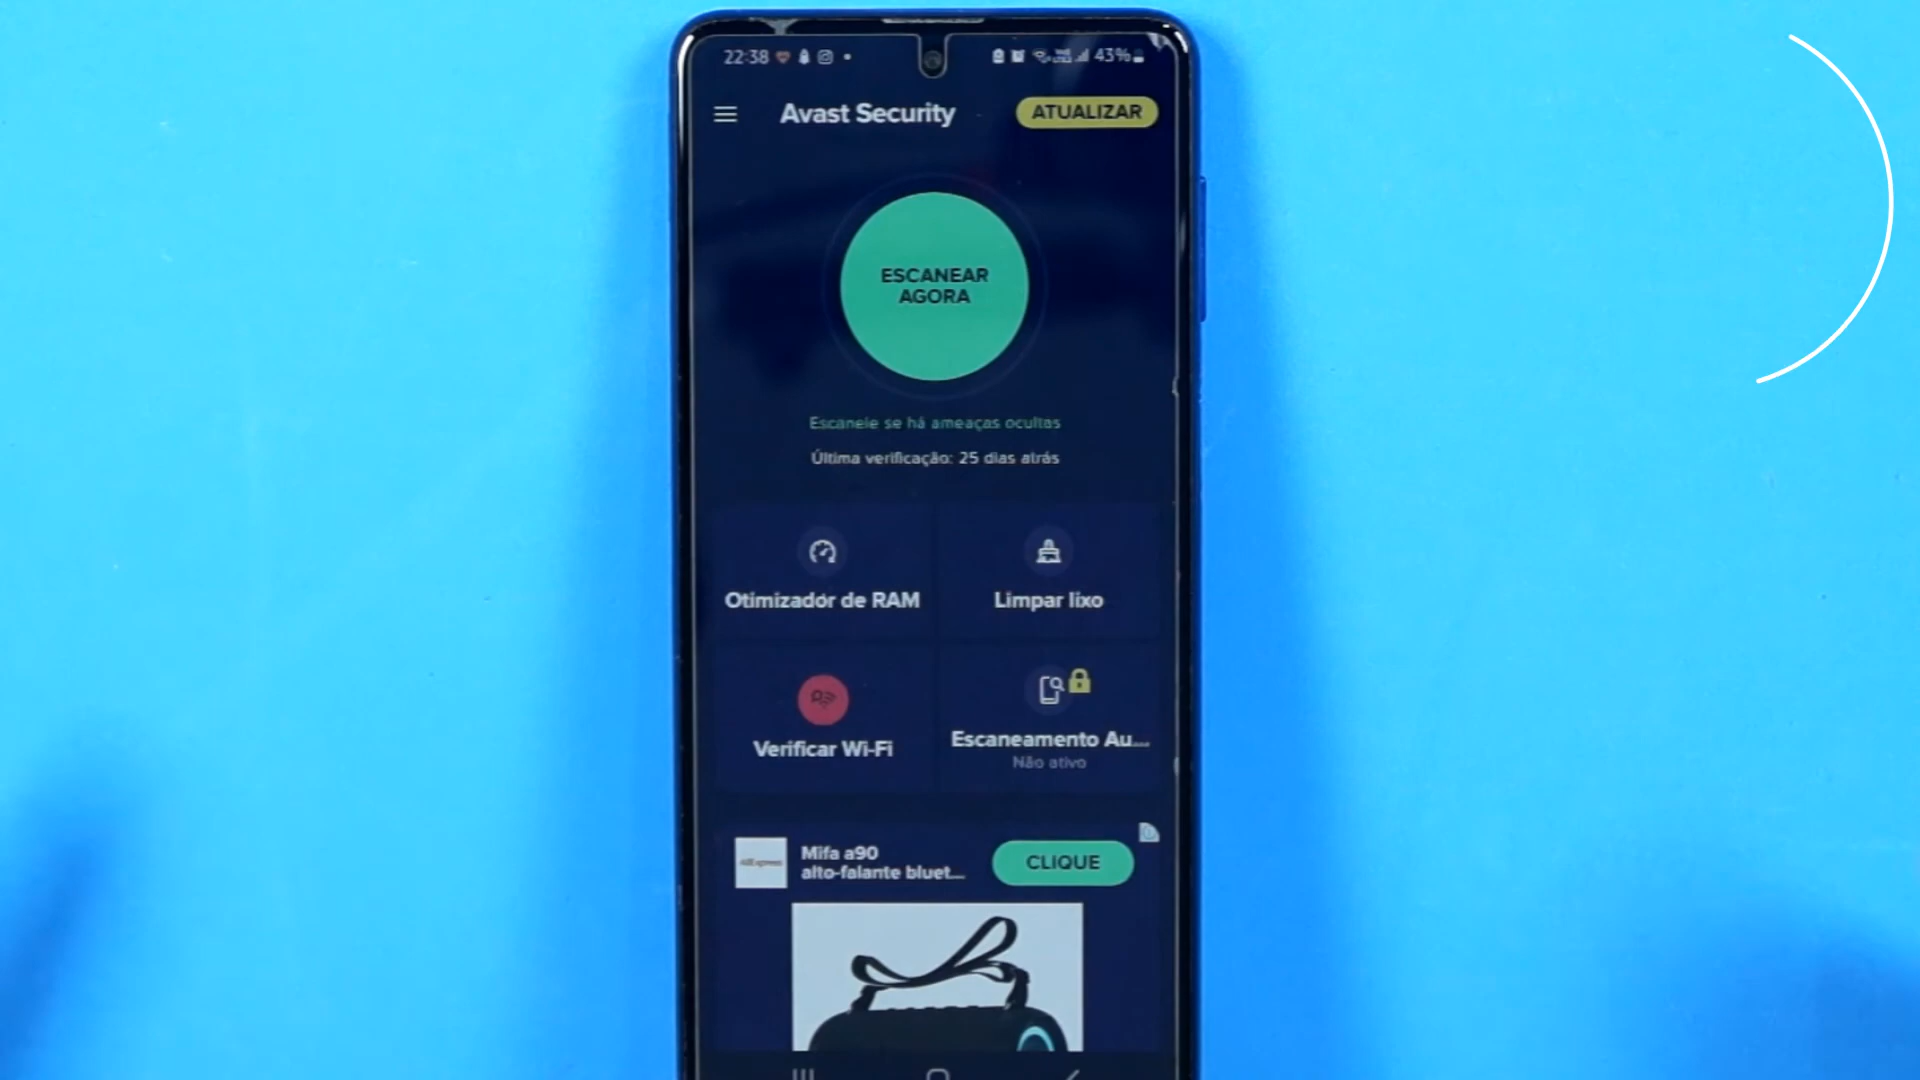 22:38
43%
Avast Security
ATUALIZAR
ESCANEAR
AGORA
Escaneie se há ameaças ocultas
Última verificação: 25 dias atrás
Otimizador de RAM
Limpar lixo
Verificar Wi-Fi
Escaneamento Au...
Não ativo
Mifa a90
alto-falante bluet...
CLIQUE
AliExpress